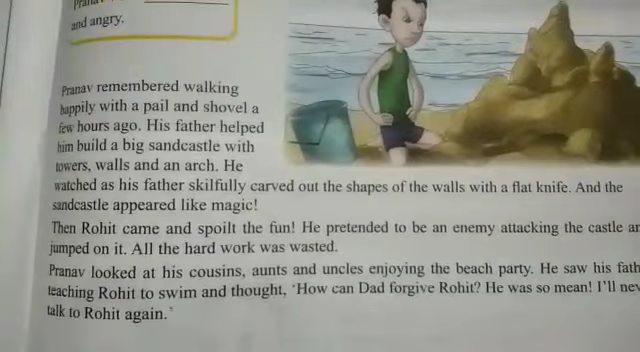 Pranav
and angry.
Pranav remembered walking
happily with a pail and shovel a
few hours ago. His father helped
him build a big sandcastle with
towers, walls and an arch. He
watched as his father skilfully carved out the shapes of the walls with a flat knife. And the
sandcastle appeared like magic!
Then Rohit came and spoilt the fun! He pretended to be an enemy attacking the castle an
jumped on it. All the hard work was wasted.
Pranav looked at his cousins, aunts and uncles enjoying the beach party. He saw his fath
teaching Rohit to swim and thought, 'How can Dad forgive Rohit? He was so mean! I'll nev
talk to Rohit again.'